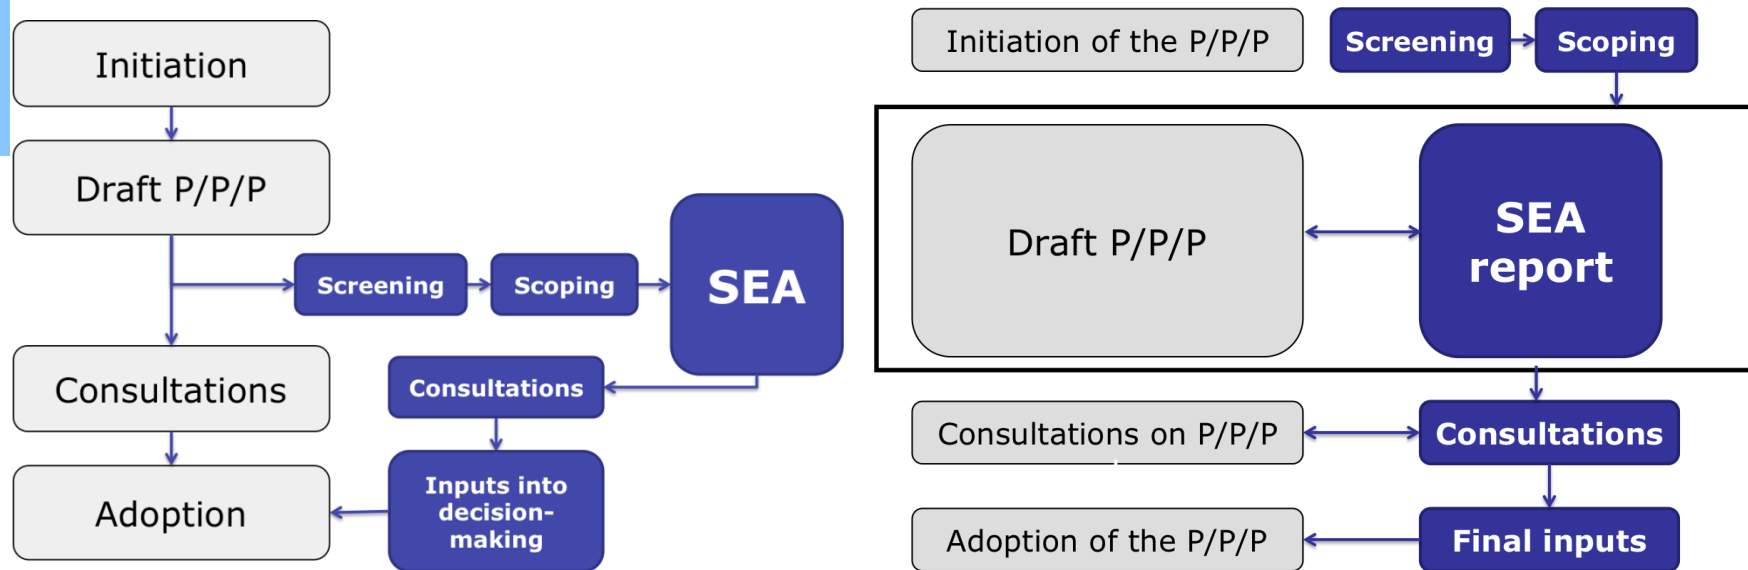 Initiation
Draft P/P/P
Screening
Scoping
SEA
Consultations
Consultations
Adoption
Inputs into
decision-
making
Initiation of the P/P/P
Screening
Scoping
Draft P/P/P
SEA
report
Consultations on P/P/P
Consultations
Adoption of the P/P/P
Final inputs